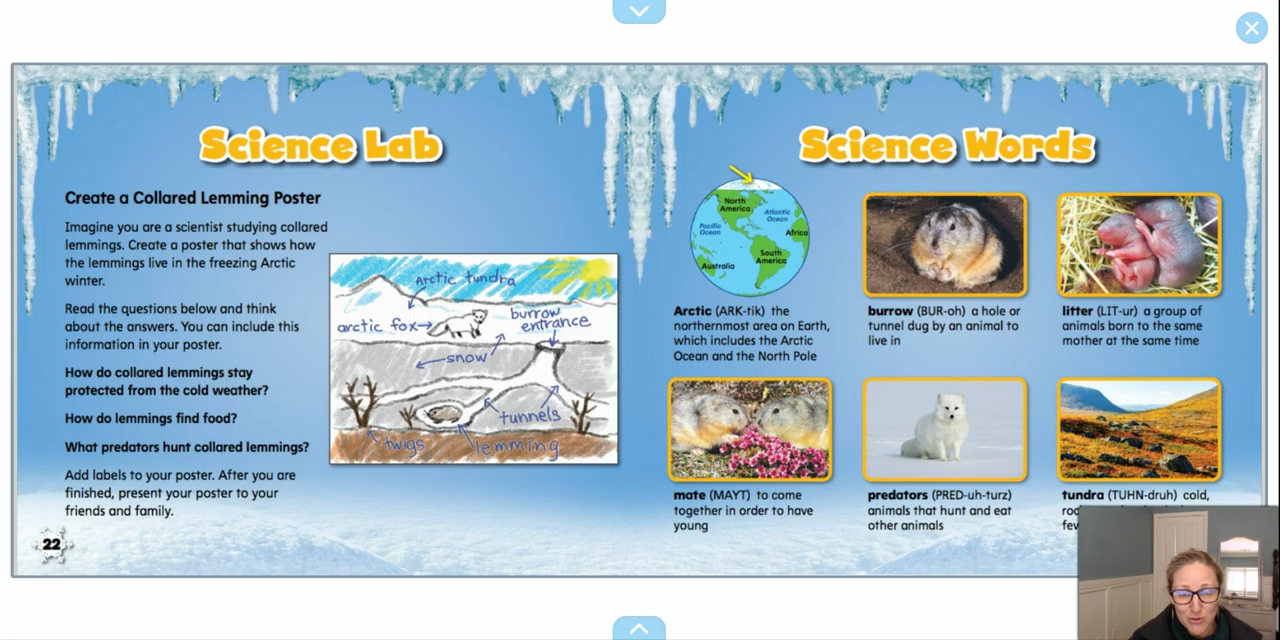 Science Lab
Create a Collared Lemming Poster
Imagine you are a scientist studying collared
lemmings. Create a poster that shows how
the lemmings live in the freezing Arctic
winter.
Read the questions below and think
about the answers. You can include this
information in your poster.
How do collared lemmings stay
protected from the cold weather?
How do lemmings find food?
What predators hunt collared lemmings?
Add labels to your poster. After you are
finished, present your poster to your
friends and family.
22
Arctic tundra
arctic fox
burrow
entrance
snow
tunnels
twigs
lemming
Science Words
North
America
Atlantic
Ocean
Pacific
Ocean
Africa
South
America
Australia
Arctic (ARK-tik) the
northernmost area on Earth,
which includes the Arctic
Ocean and the North Pole
burrow (BUR-oh) a hole or
tunnel dug by an animal to
live in
litter (LIT-ur) a group of
animals born to the same
mother at the same time
mate (MAYT) to come
together in order to have
young
predators (PRED-uh-turz)
animals that hunt and eat
other animals
tundra (TUHN-druh) cold,